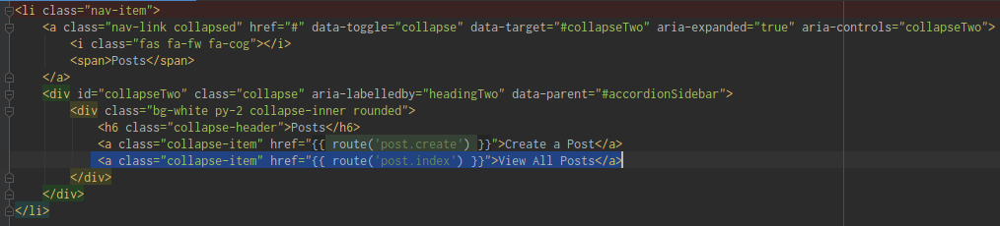 <li class="nav-item">
    <a class="nav-link collapsed" href="#" data-toggle="collapse" data-target="#collapseTwo" aria-expanded="true" aria-controls="collapseTwo">
        <i class="fas fa-fw fa-cog"></i>
        <span>Posts</span>
    </a>
    <div id="collapseTwo" class="collapse" aria-labelledby="headingTwo" data-parent="#accordionSidebar">
        <div class="bg-white py-2 collapse-inner rounded">
            <h6 class="collapse-header">Posts</h6>
            <a class="collapse-item" href="{{ route('post.create') }}">Create a Post</a>
            <a class="collapse-item" href="{{ route('post.index') }}">View All Posts</a>
        </div>
    </div>
</li>